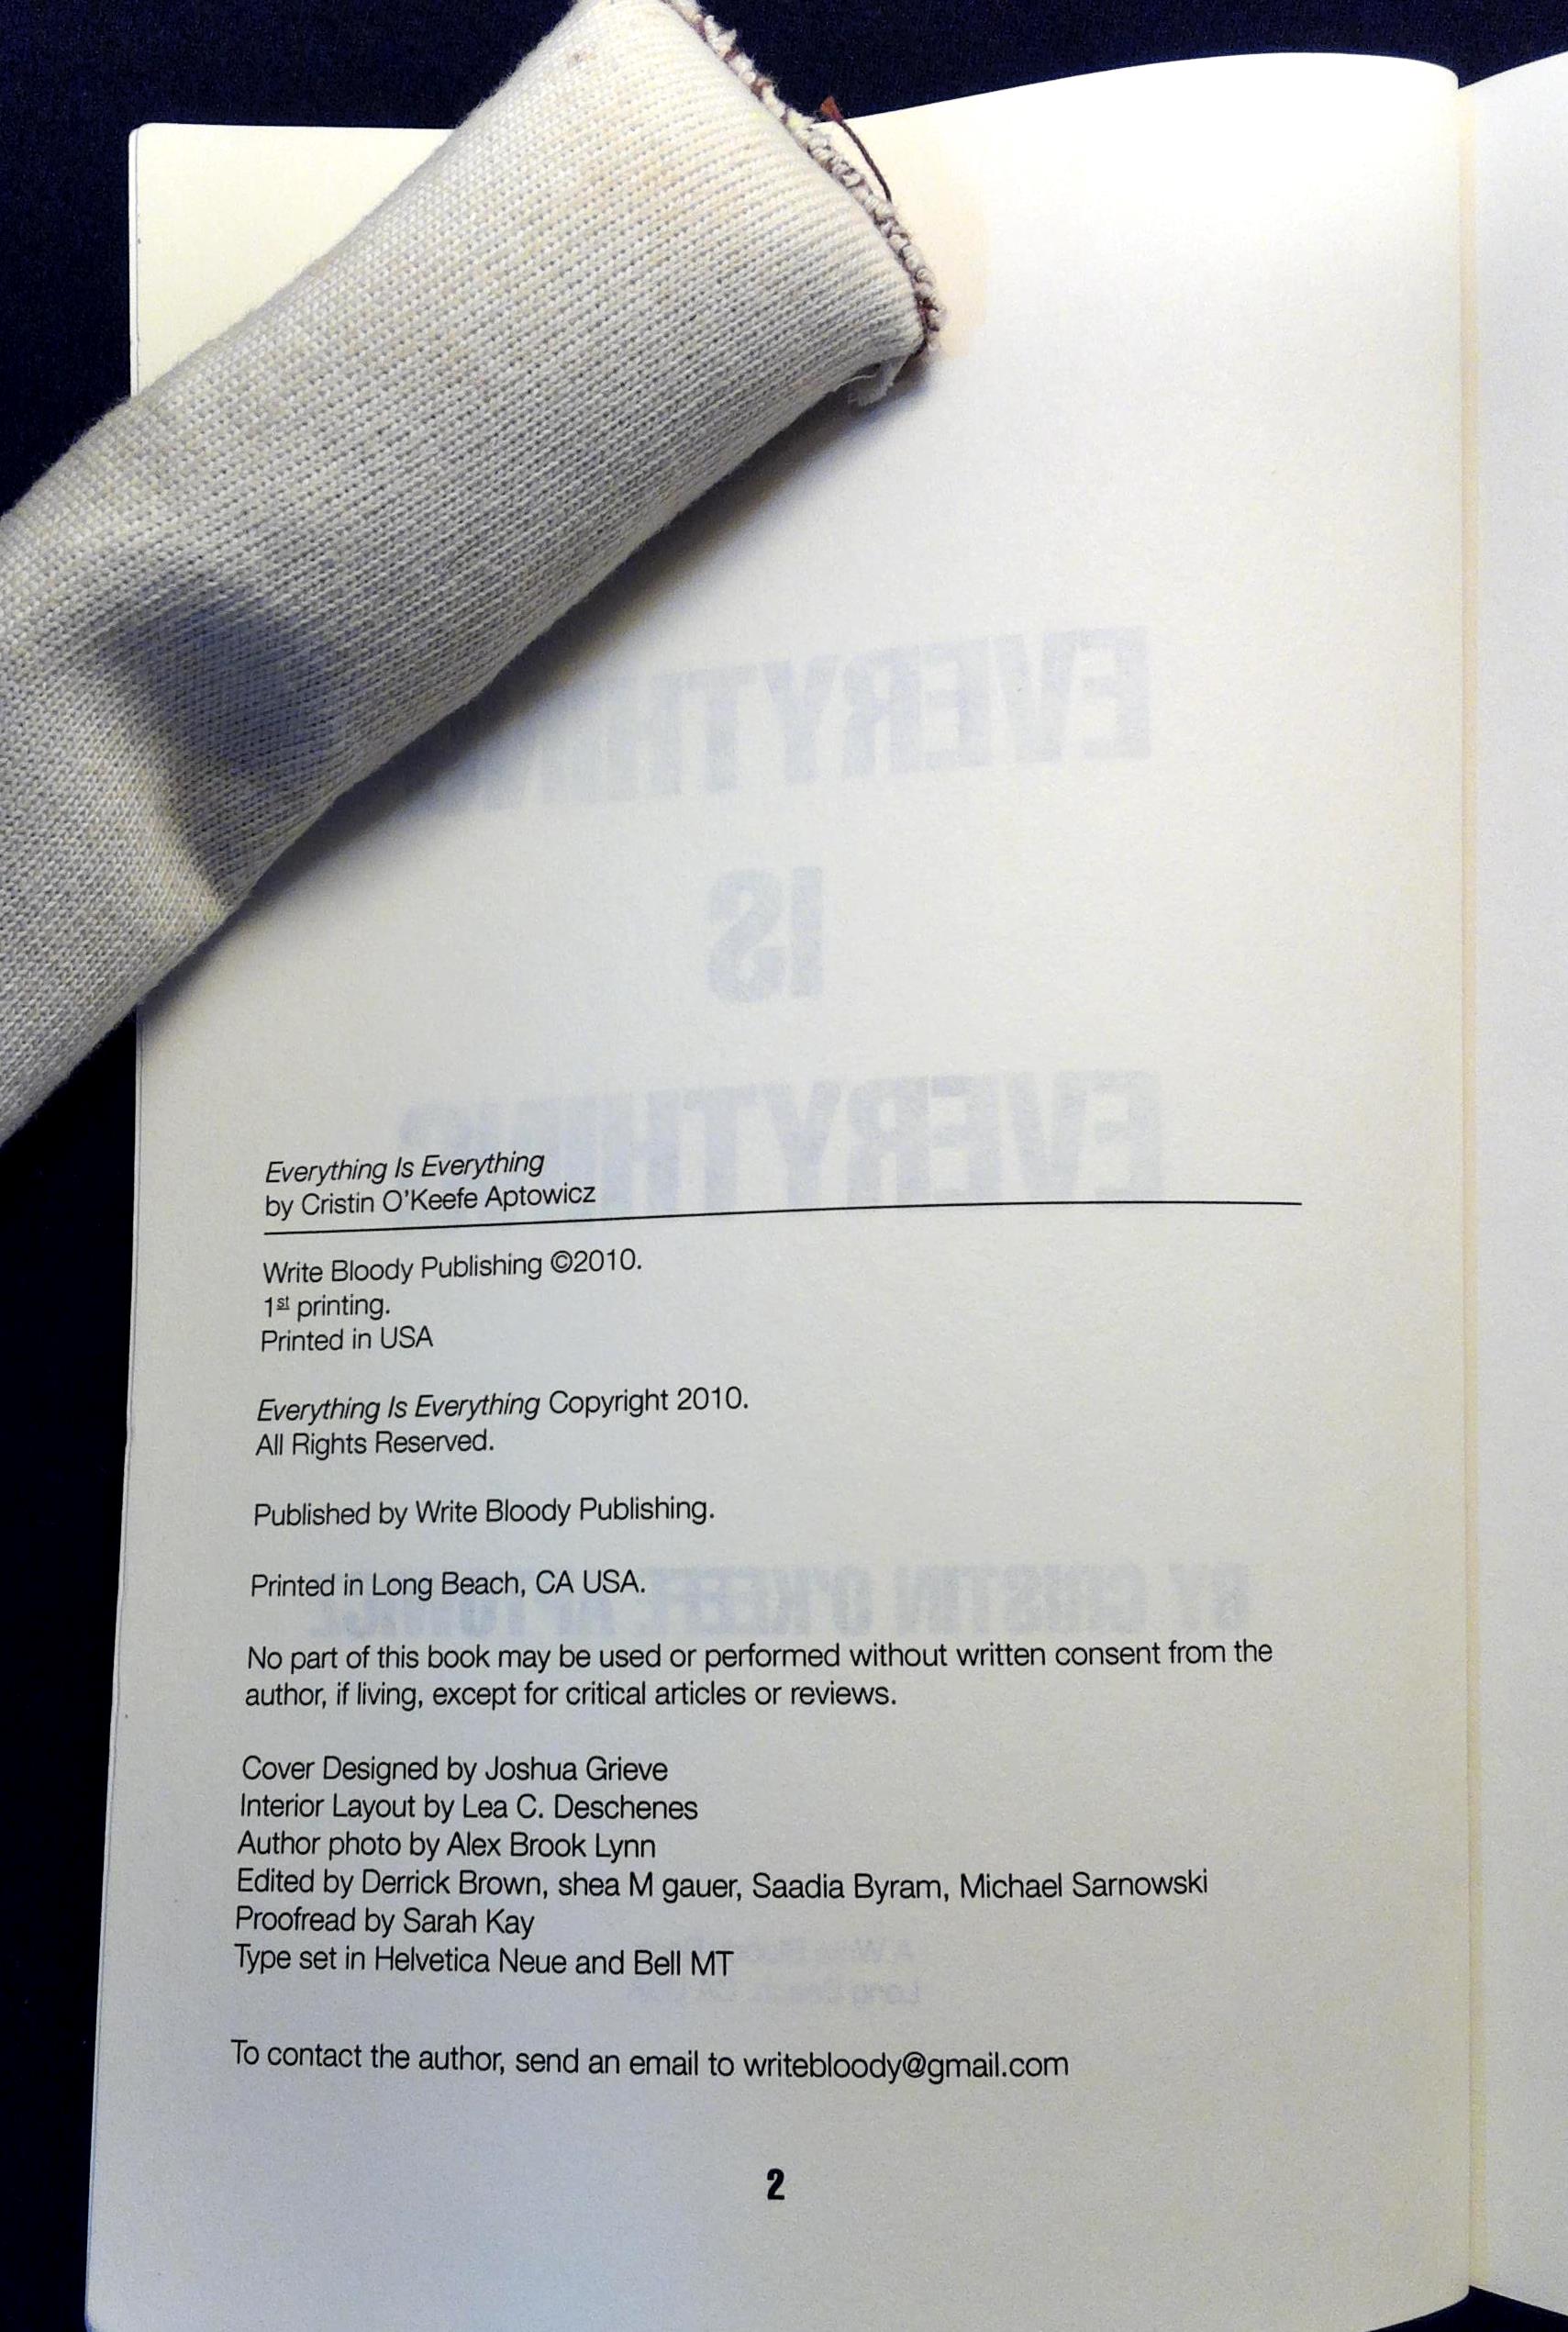 Everything Is Everything
by Cristin O'Keefe Aptowicz
Write Bloody Publishing ©2010.
1st printing.
Printed in USA
Everything Is Everything Copyright 2010.
All Rights Reserved.
Published by Write Bloody Publishing.
Printed in Long Beach, CA USA.
No part of this book may be used or performed without written consent from the
author, if living, except for critical articles or reviews.
Cover Designed by Joshua Grieve
Interior Layout by Lea C. Deschenes
Author photo by Alex Brook Lynn
Edited by Derrick Brown, shea M gauer, Saadia Byram, Michael Sarnowski
Proofread by Sarah Kay
Type set in Helvetica Neue and Bell MT
To contact the author, send an email to writebloody@gmail.com
2